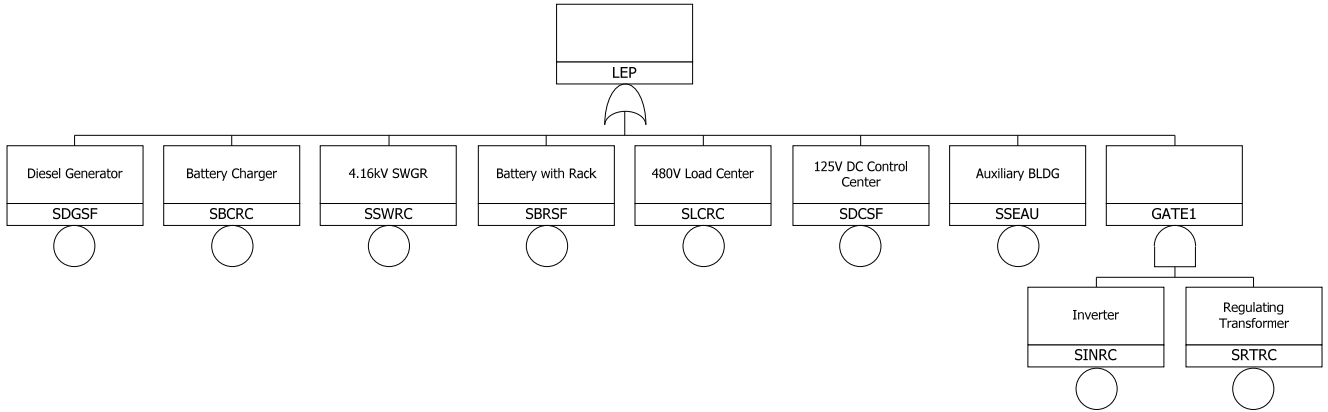 LEP
Diesel Generator
SDGSF
Battery Charger
SBCRC
4.16kV SWGR
SSWRC
Battery with Rack
SBRSF
480V Load Center
SLCRC
125V DC Control
Center
SDCSF
Auxiliary BLDG
SSEAU
GATE1
Inverter
SINRC
Regulating
Transformer
SRTRC